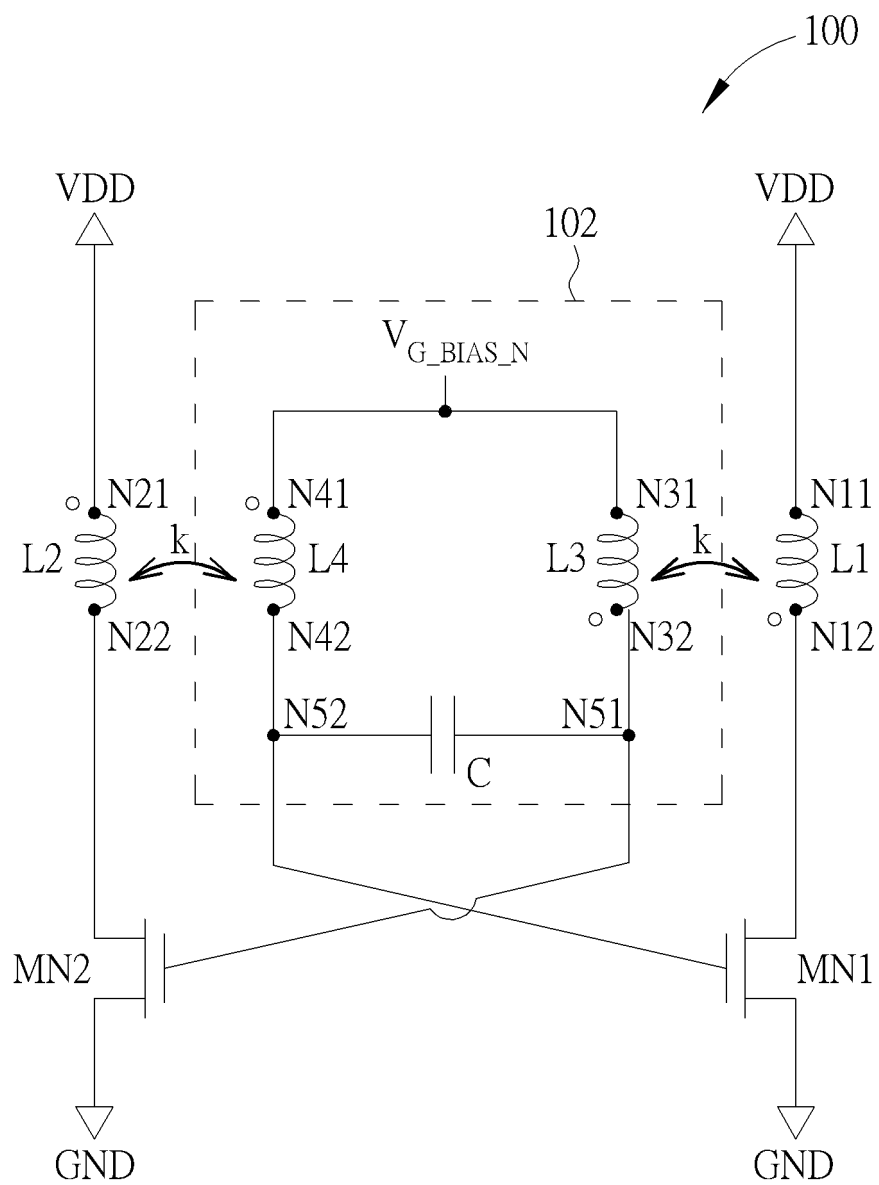 100
VDD
VDD
102
V G_BIAS_N
N21
N41
N31
N11
L2
k
L4
L3
k
L1
N22
N42
N32
N12
N52
N51
C
MN2
MN1
GND
GND